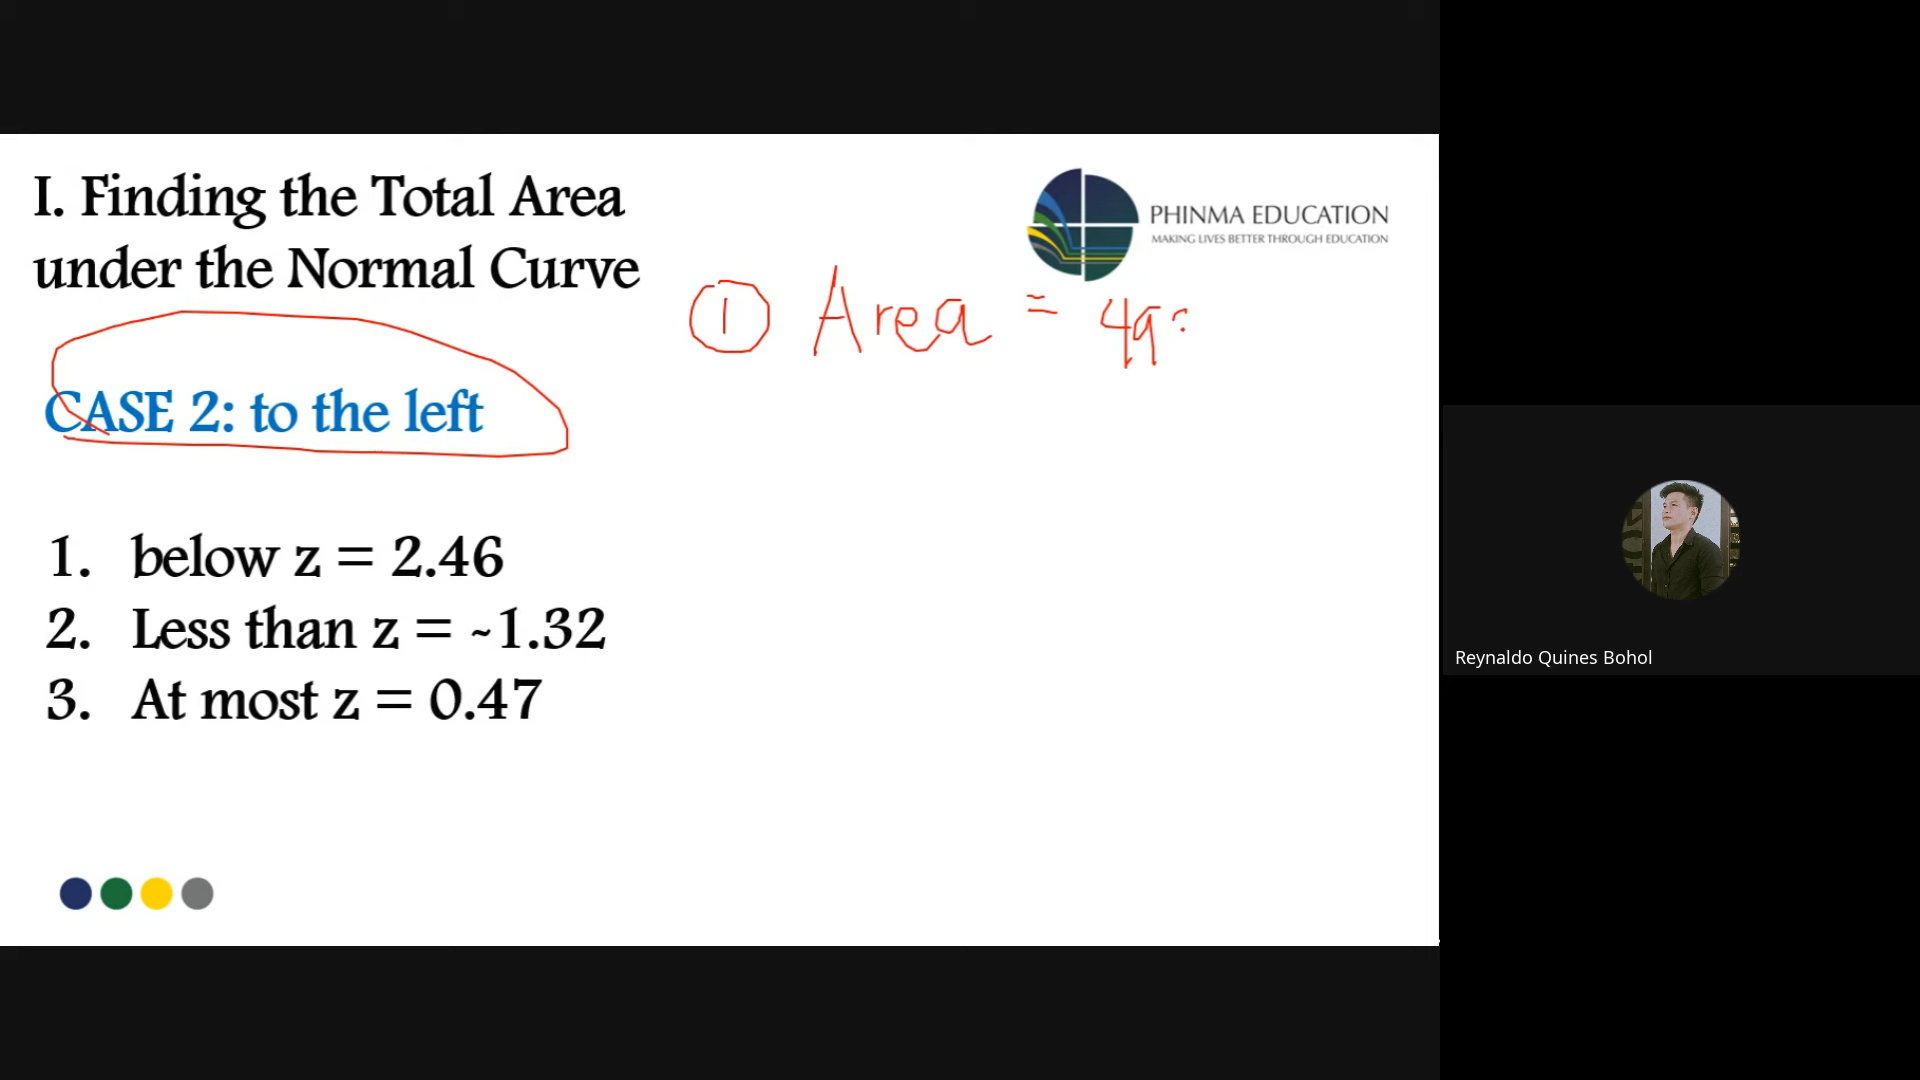 I. Finding the Total Area
under the Normal Curve
PHINMA EDUCATION
MAKING LIVES BETTER THROUGH EDUCATION
① Area = 49
CASE 2: to the left
1. below z = 2.46
2. Less than z = -1.32
3. At most z = 0.47
Reynaldo Quines Bohol